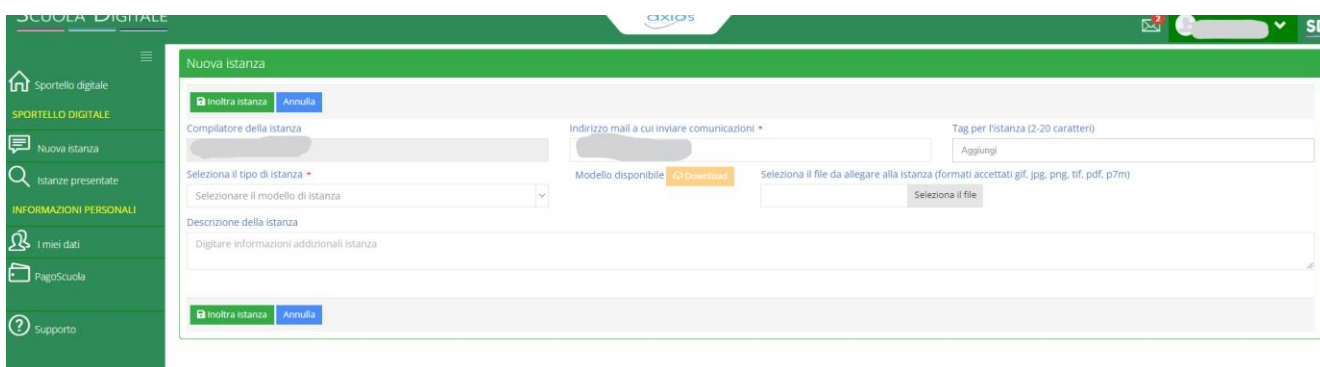 SCUOLA DIGITALE
axios
2
Nuova istanza
Sportello digitale
Inoltra istanza Annulla
SPORTELLO DIGITALE
Compilatore della istanza Indirizzo mail a cui inviare comunicazioni * Tag per l'istanza (2-20 caratteri)
Nuova istanza
Aggiungi
Istanze presentate
Seleziona il tipo di istanza * Modello disponibile Download Seleziona il file da allegare alla istanza (formati accettati gif, jpg, png, tif, pdf, p7m)
Selezionare il modello di istanza Seleziona il file
INFORMAZIONI PERSONALI
Descrizione della istanza
I miei dati
Digitare informazioni addizionali istanza
PagoScuola
Inoltra istanza Annulla
Supporto